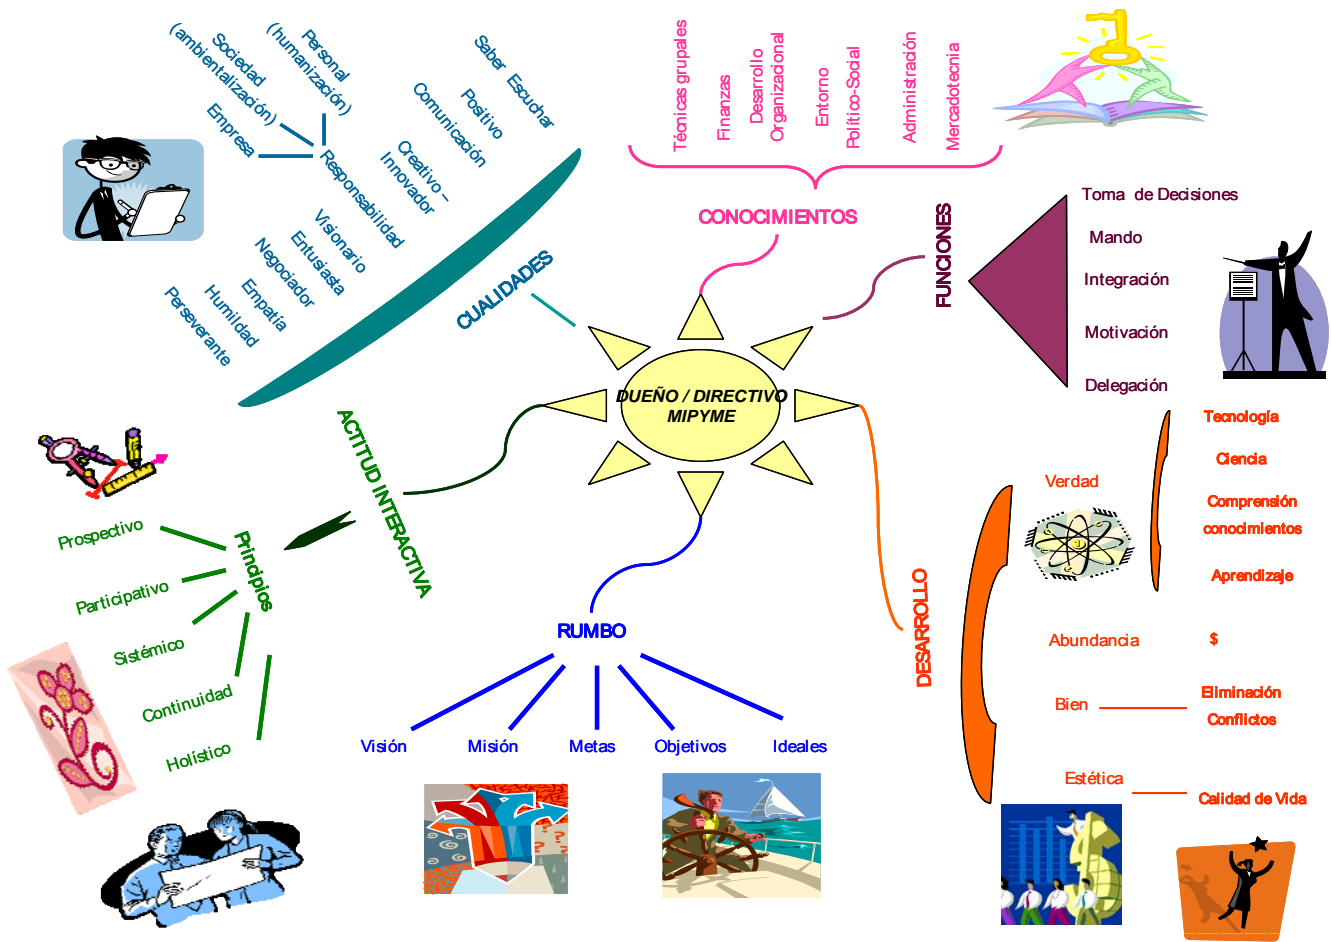 DUEÑO / DIRECTIVO
MIPYME
CONOCIMIENTOS
Técnicas grupales
Finanzas
Desarrollo
Organizacional
Entorno
Político-Social
Administración
Mercadotecnia
FUNCIONES
Toma de Decisiones
Mando
Integración
Motivación
Delegación
DESARROLLO
Verdad
Tecnología
Ciencia
Comprensión
conocimientos
Aprendizaje
Abundancia
$
Bien
Eliminación
Conflictos
Estética
Calidad de Vida
RUMBO
Visión
Misión
Metas
Objetivos
Ideales
ACTITUD INTERACTIVA
Principios
Prospectivo
Participativo
Sistémico
Continuidad
Holístico
CUALIDADES
Perseverante
Humildad
Empatía
Negociador
Entusiasta
Visionario
Responsabilidad
Empresa
Sociedad
(ambientalización)
Personal
(humanización)
Creativo –
Innovador
Comunicación
Positivo
Saber Escuchar